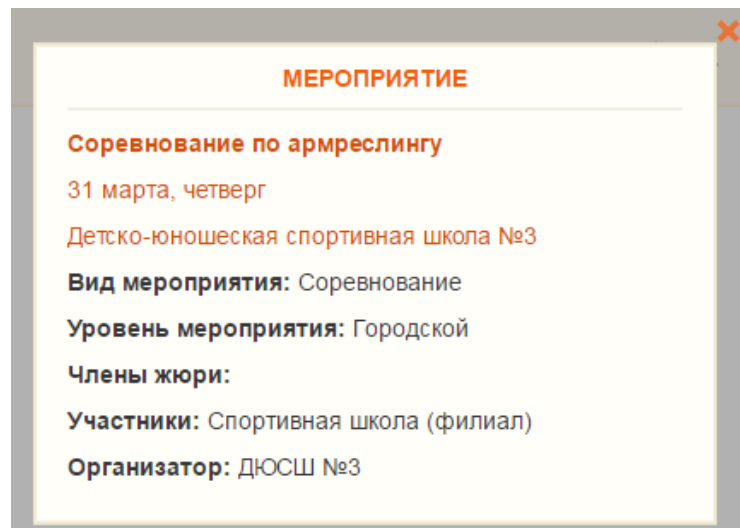 МЕРОПРИЯТИЕ
Соревнование по армреслингу
31 марта, четверг
Детско-юношеская спортивная школа №3
Вид мероприятия: Соревнование
Уровень мероприятия: Городской
Члены жюри:
Участники: Спортивная школа (филиал)
Организатор: ДЮСШ №3